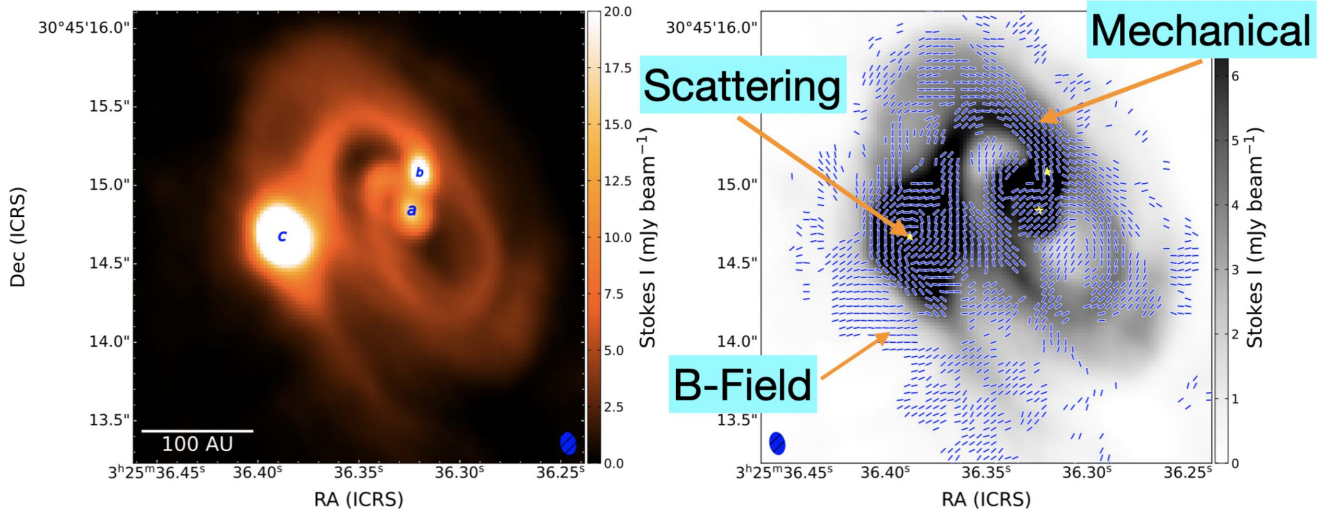 30°45'16.0"
15.5"
15.0"
14.5"
14.0"
13.5"
Dec (ICRS)
c
b
a
100 AU
3ʰ25ᵐ36.45ˢ
36.40ˢ
36.35ˢ
36.30ˢ
36.25ˢ
RA (ICRS)
20.0
17.5
15.0
12.5
10.0
7.5
5.0
2.5
0.0
Stokes I (mJy beam⁻¹)
30°45'16.0"
15.0"
14.5"
14.0"
13.5"
Scattering
Mechanical
B-Field
3ʰ25ᵐ36.45ˢ
36.40ˢ
36.35ˢ
36.30ˢ
36.25ˢ
RA (ICRS)
6
5
4
3
2
1
0
Stokes I (mJy beam⁻¹)